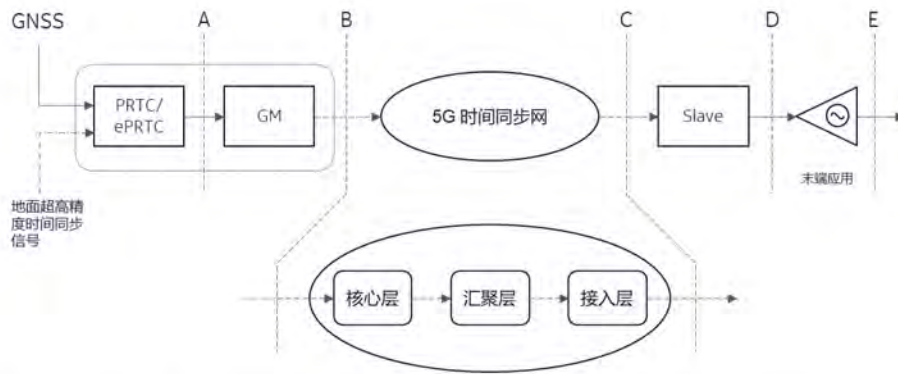 GNSS
A
B
C
D
E
PRTC/
ePRTC
GM
5G 时间同步网
Slave
末端应用
地面超高精
度时间同步
信号
核心层
汇聚层
接入层